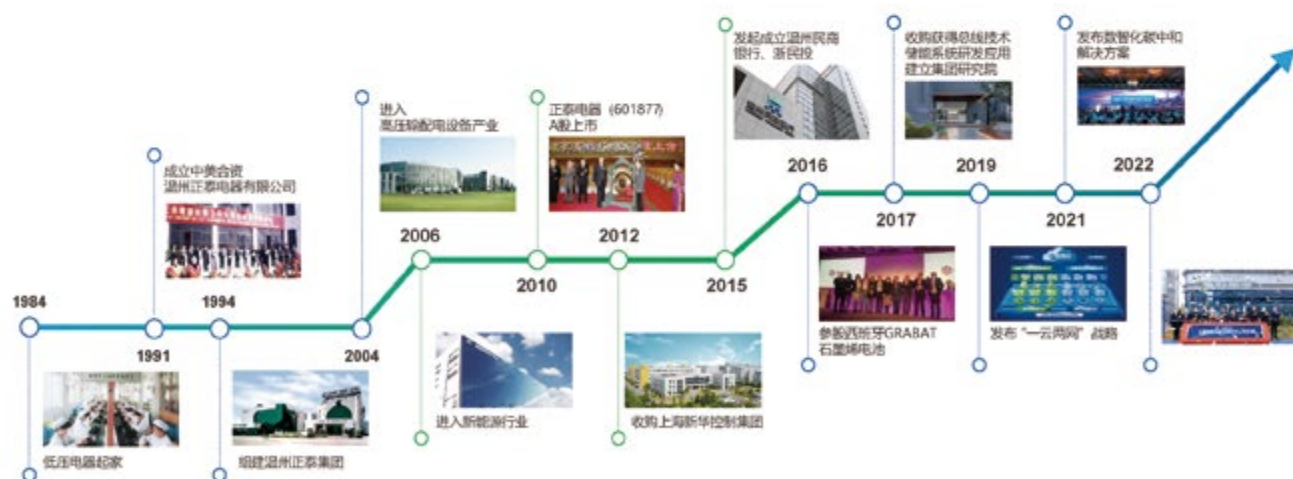 1984
低压电器起家
1991
成立中美合资
温州正泰电器有限公司
1994
组建温州正泰集团
2004
进入
高压输配电设备产业
2006
进入新能源行业
2010
正泰电器（601877）
A股上市
2012
收购上海新华控制集团
2015
发起成立温州民商
银行、浙民投
2016
参股西班牙GRABAT
石墨烯电池
2017
收购获得总线技术
储能系统研发应用
建立集团研究院
2019
发布“一云两网”战略
2021
发布数智化碳中和
解决方案
2022